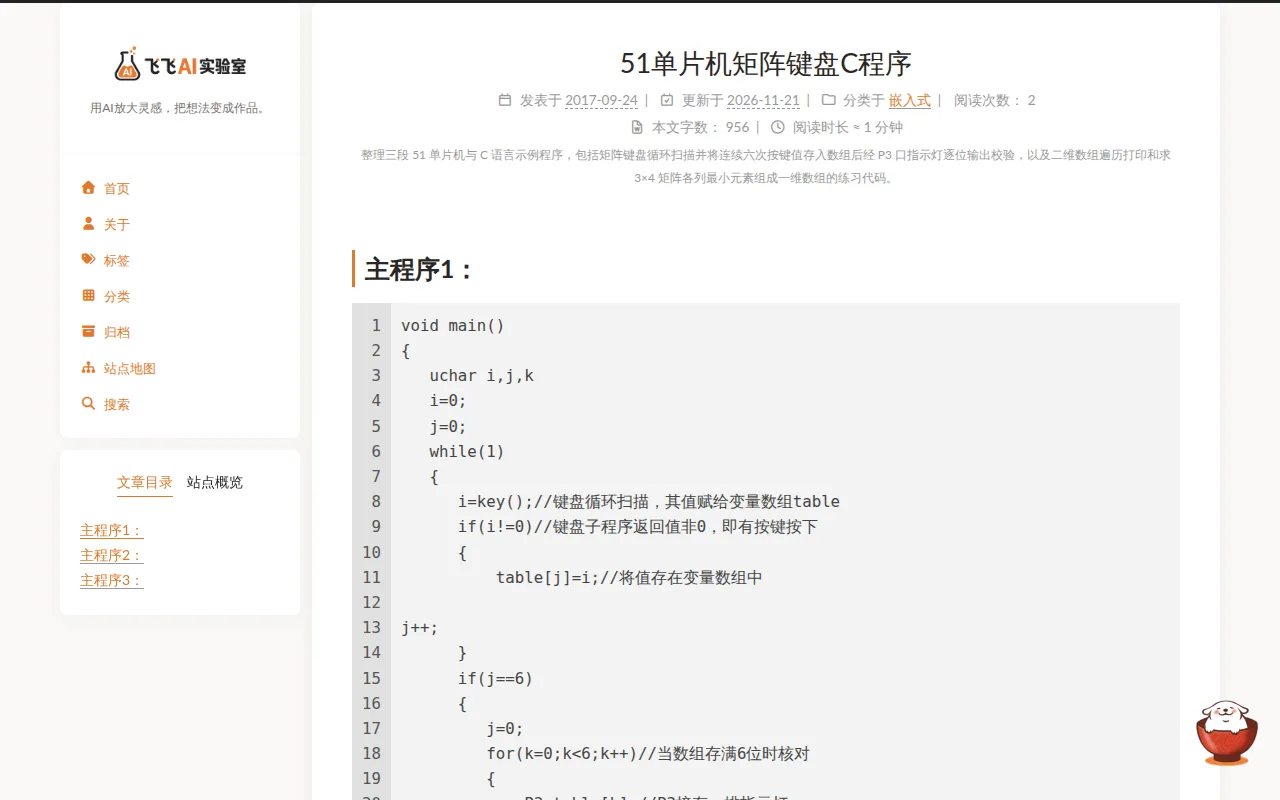 飞飞AI实验室
用AI放大灵感，把想法变成作品。
首页
关于
标签
分类
归档
站点地图
搜索
文章目录 站点概览
主程序1：
主程序2：
主程序3：
51单片机矩阵键盘C程序
发表于 2017-09-24 | 更新于 2026-11-21 | 分类于 嵌入式 | 阅读次数： 2
本文字数： 956 | 阅读时长 ≈ 1 分钟
整理三段 51 单片机与 C 语言示例程序，包括矩阵键盘循环扫描并将连续六次按键值存入数组后经 P3 口指示灯逐位输出校验，以及二维数组遍历打印和求
3×4 矩阵各列最小元素组成一维数组的练习代码。
主程序1：
1 void main()
2 {
3 uchar i,j,k
4 i=0;
5 j=0;
6 while(1)
7 {
8 i=key();//键盘循环扫描，其值赋给变量数组table
9 if(i!=0)//键盘子程序返回值非0，即有按键按下
10 {
11 table[j]=i;//将值存在变量数组中
12
13 j++;
14 }
15 if(j==6)
16 {
17 j=0;
18 for(k=0;k<6;k++)//当数组存满6位时核对
19 {